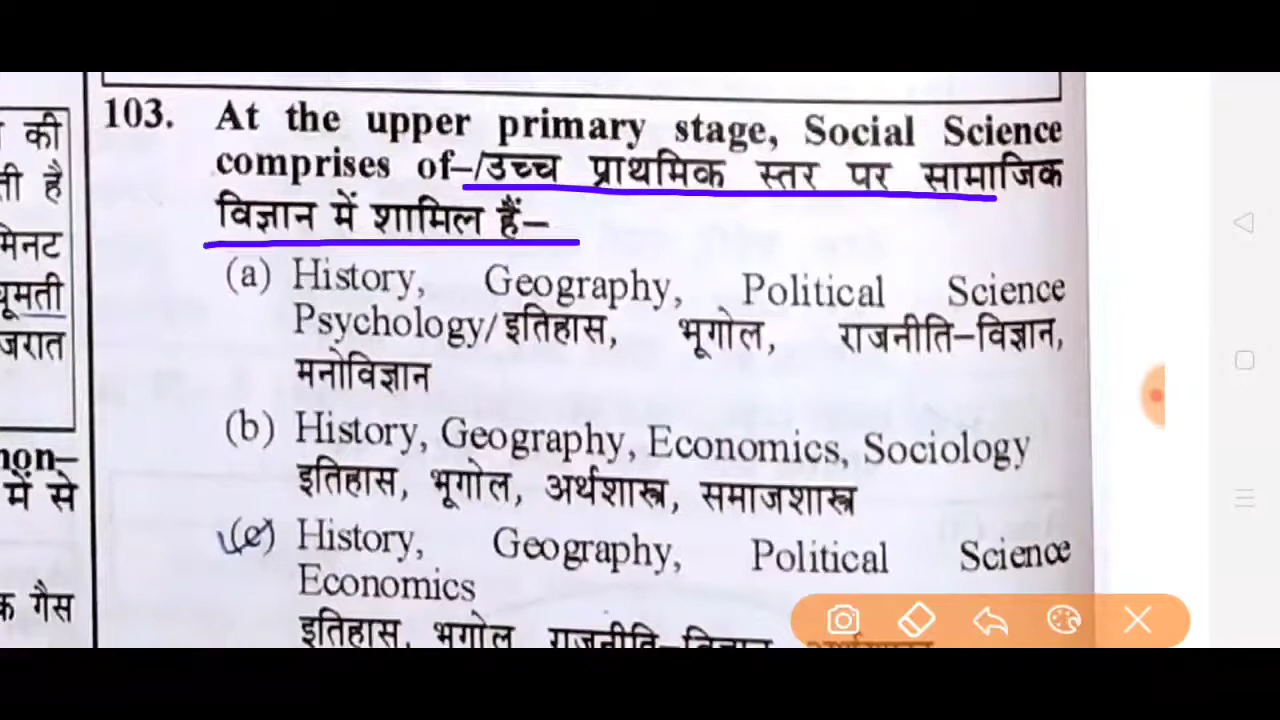 की
ती है
मिनट
धूमती
जरात
non–
में से
क गैस
103. At the upper primary stage, Social Science
comprises of–/उच्च प्राथमिक स्तर पर सामाजिक
विज्ञान में शामिल हैं–
(a) History, Geography, Political Science
Psychology/इतिहास, भूगोल, राजनीति–विज्ञान,
मनोविज्ञान
(b) History, Geography, Economics, Sociology
इतिहास, भूगोल, अर्थशास्त्र, समाजशास्त्र
(c) History, Geography, Political Science
Economics
इतिहास, भूगोल, राजनीति–विज्ञान